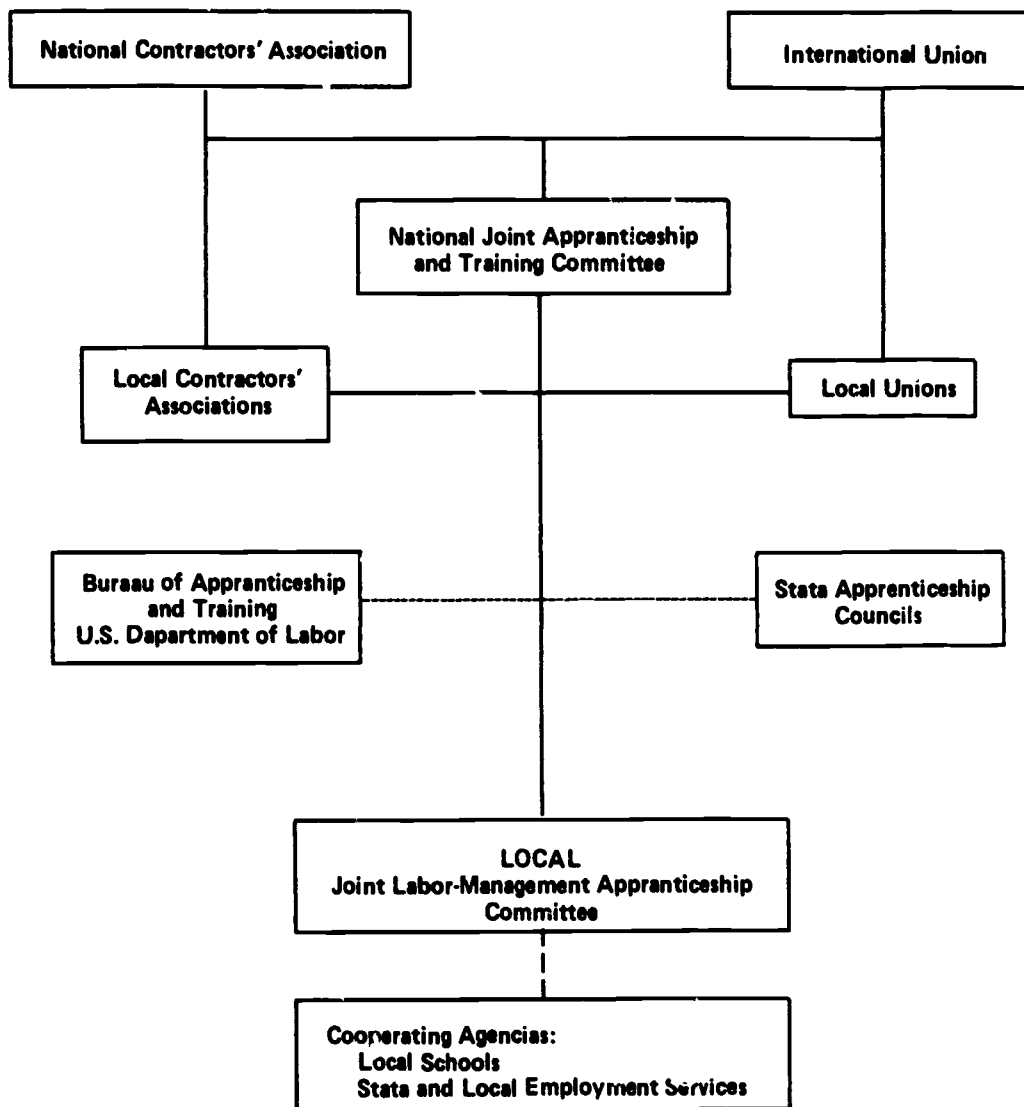 National Contractors' Association
International Union
National Joint Appranticeship
and Training Committee
Local Contractors'
Associations
Local Unions
Buraau of Appranticeship
and Training
U.S. Dapartment of Labor
Stata Apprenticeship
Councils
LOCAL
Joint Labor-Management Appranticeship
Committee
Cooperating Agencias:
Local Schools
Stata and Local Employment Services